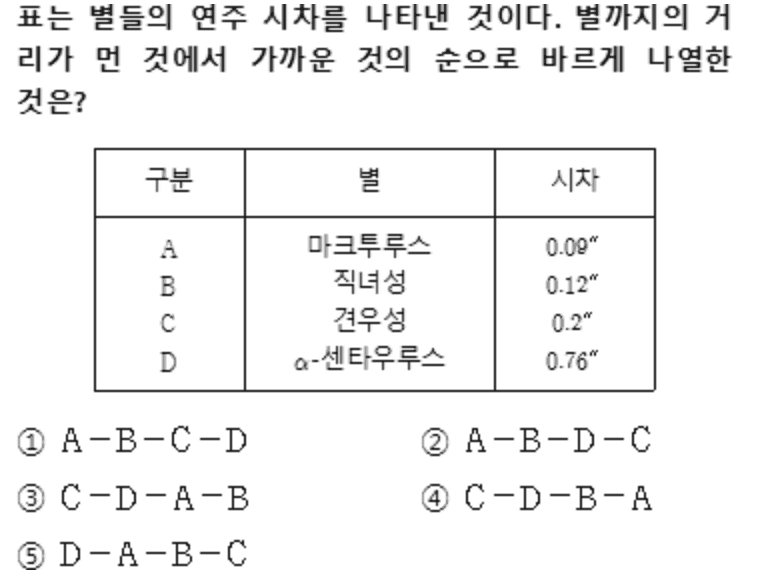 표는 별들의 연주 시차를 나타낸 것이다. 별까지의 거
리가 먼 것에서 가까운 것의 순으로 바르게 나열한
것은?
구분 별 시차
A 마크투루스 0.09″
B 직녀성 0.12″
C 견우성 0.2″
D α-센타우루스 0.76″
① A-B-C-D ② A-B-D-C
③ C-D-A-B ④ C-D-B-A
⑤ D-A-B-C